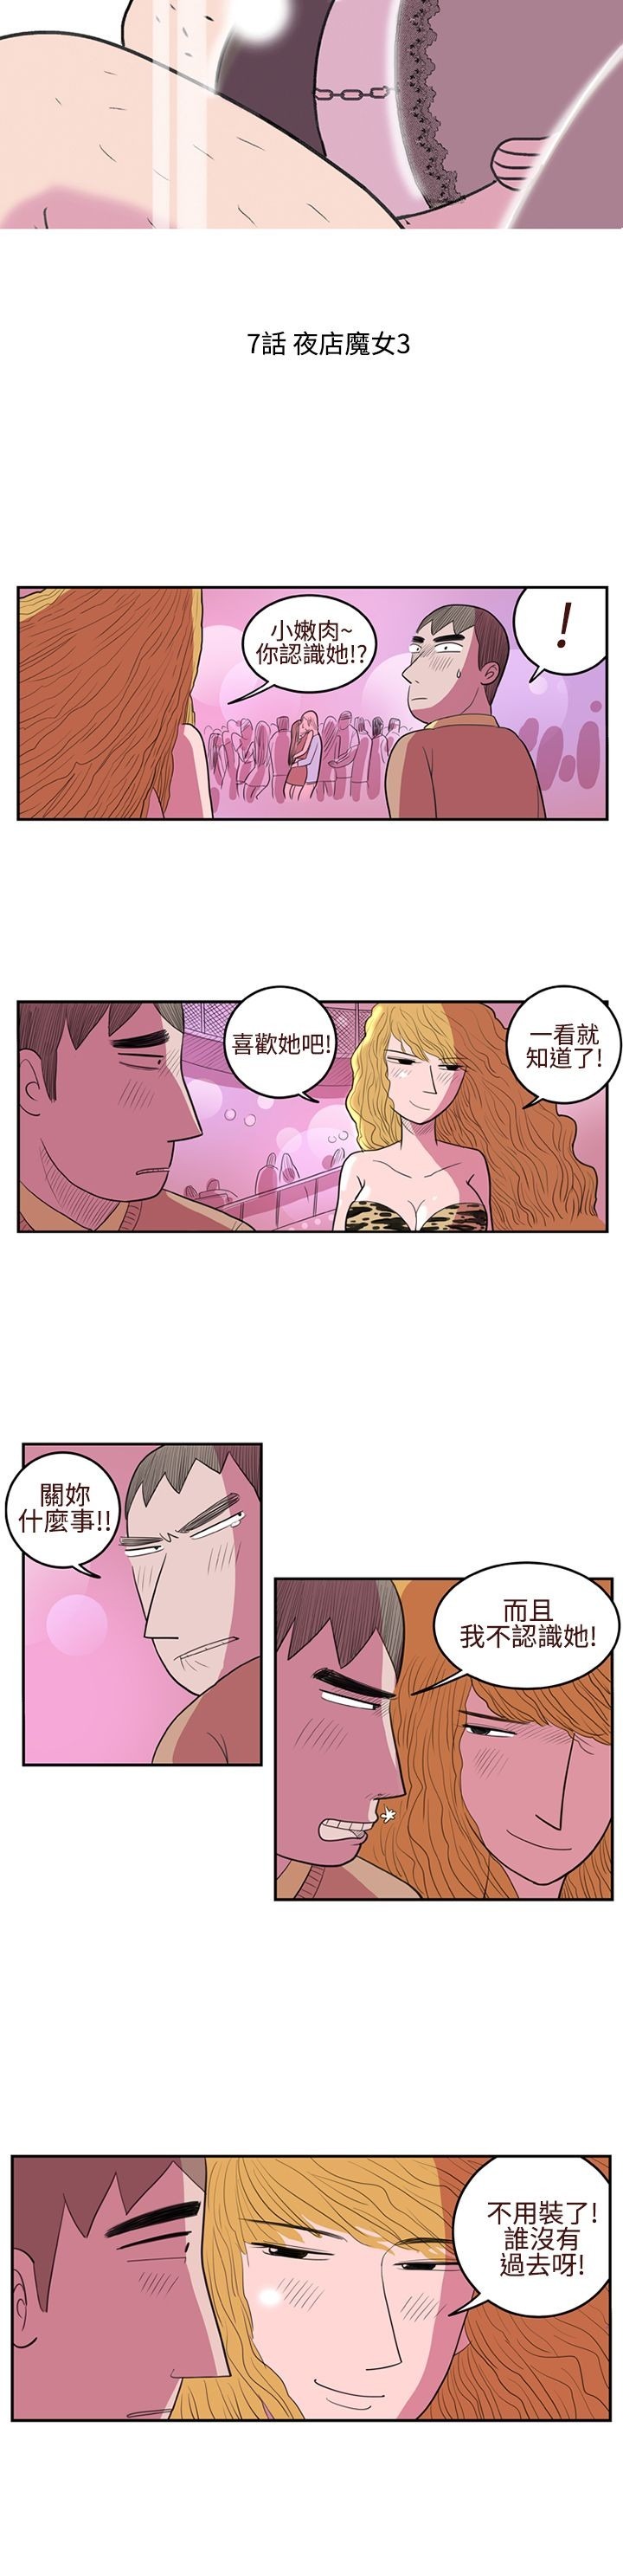 7話 夜店魔女3
小嫩肉~
你認識她!?
!
喜歡她吧!
一看就
知道了!
關妳
什麼事!!
而且
我不認識她!
不用裝了!
誰沒有
過去呀!